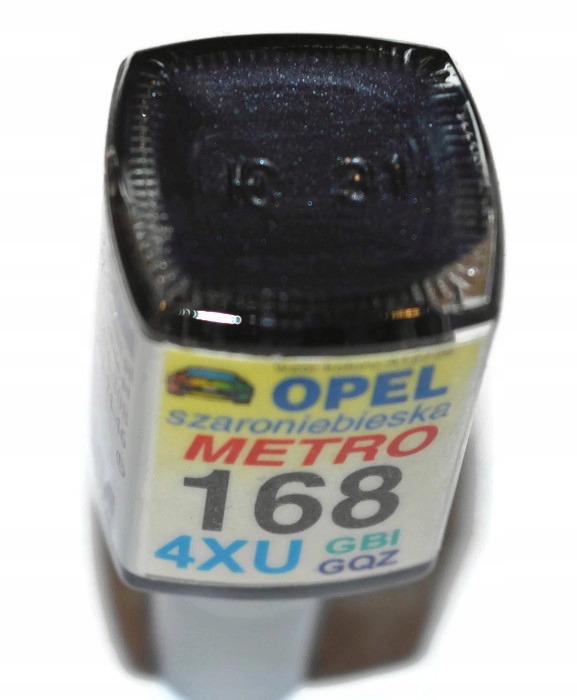 OPEL
szaroniebieska
METRO
168
4XU GBI
GQZ